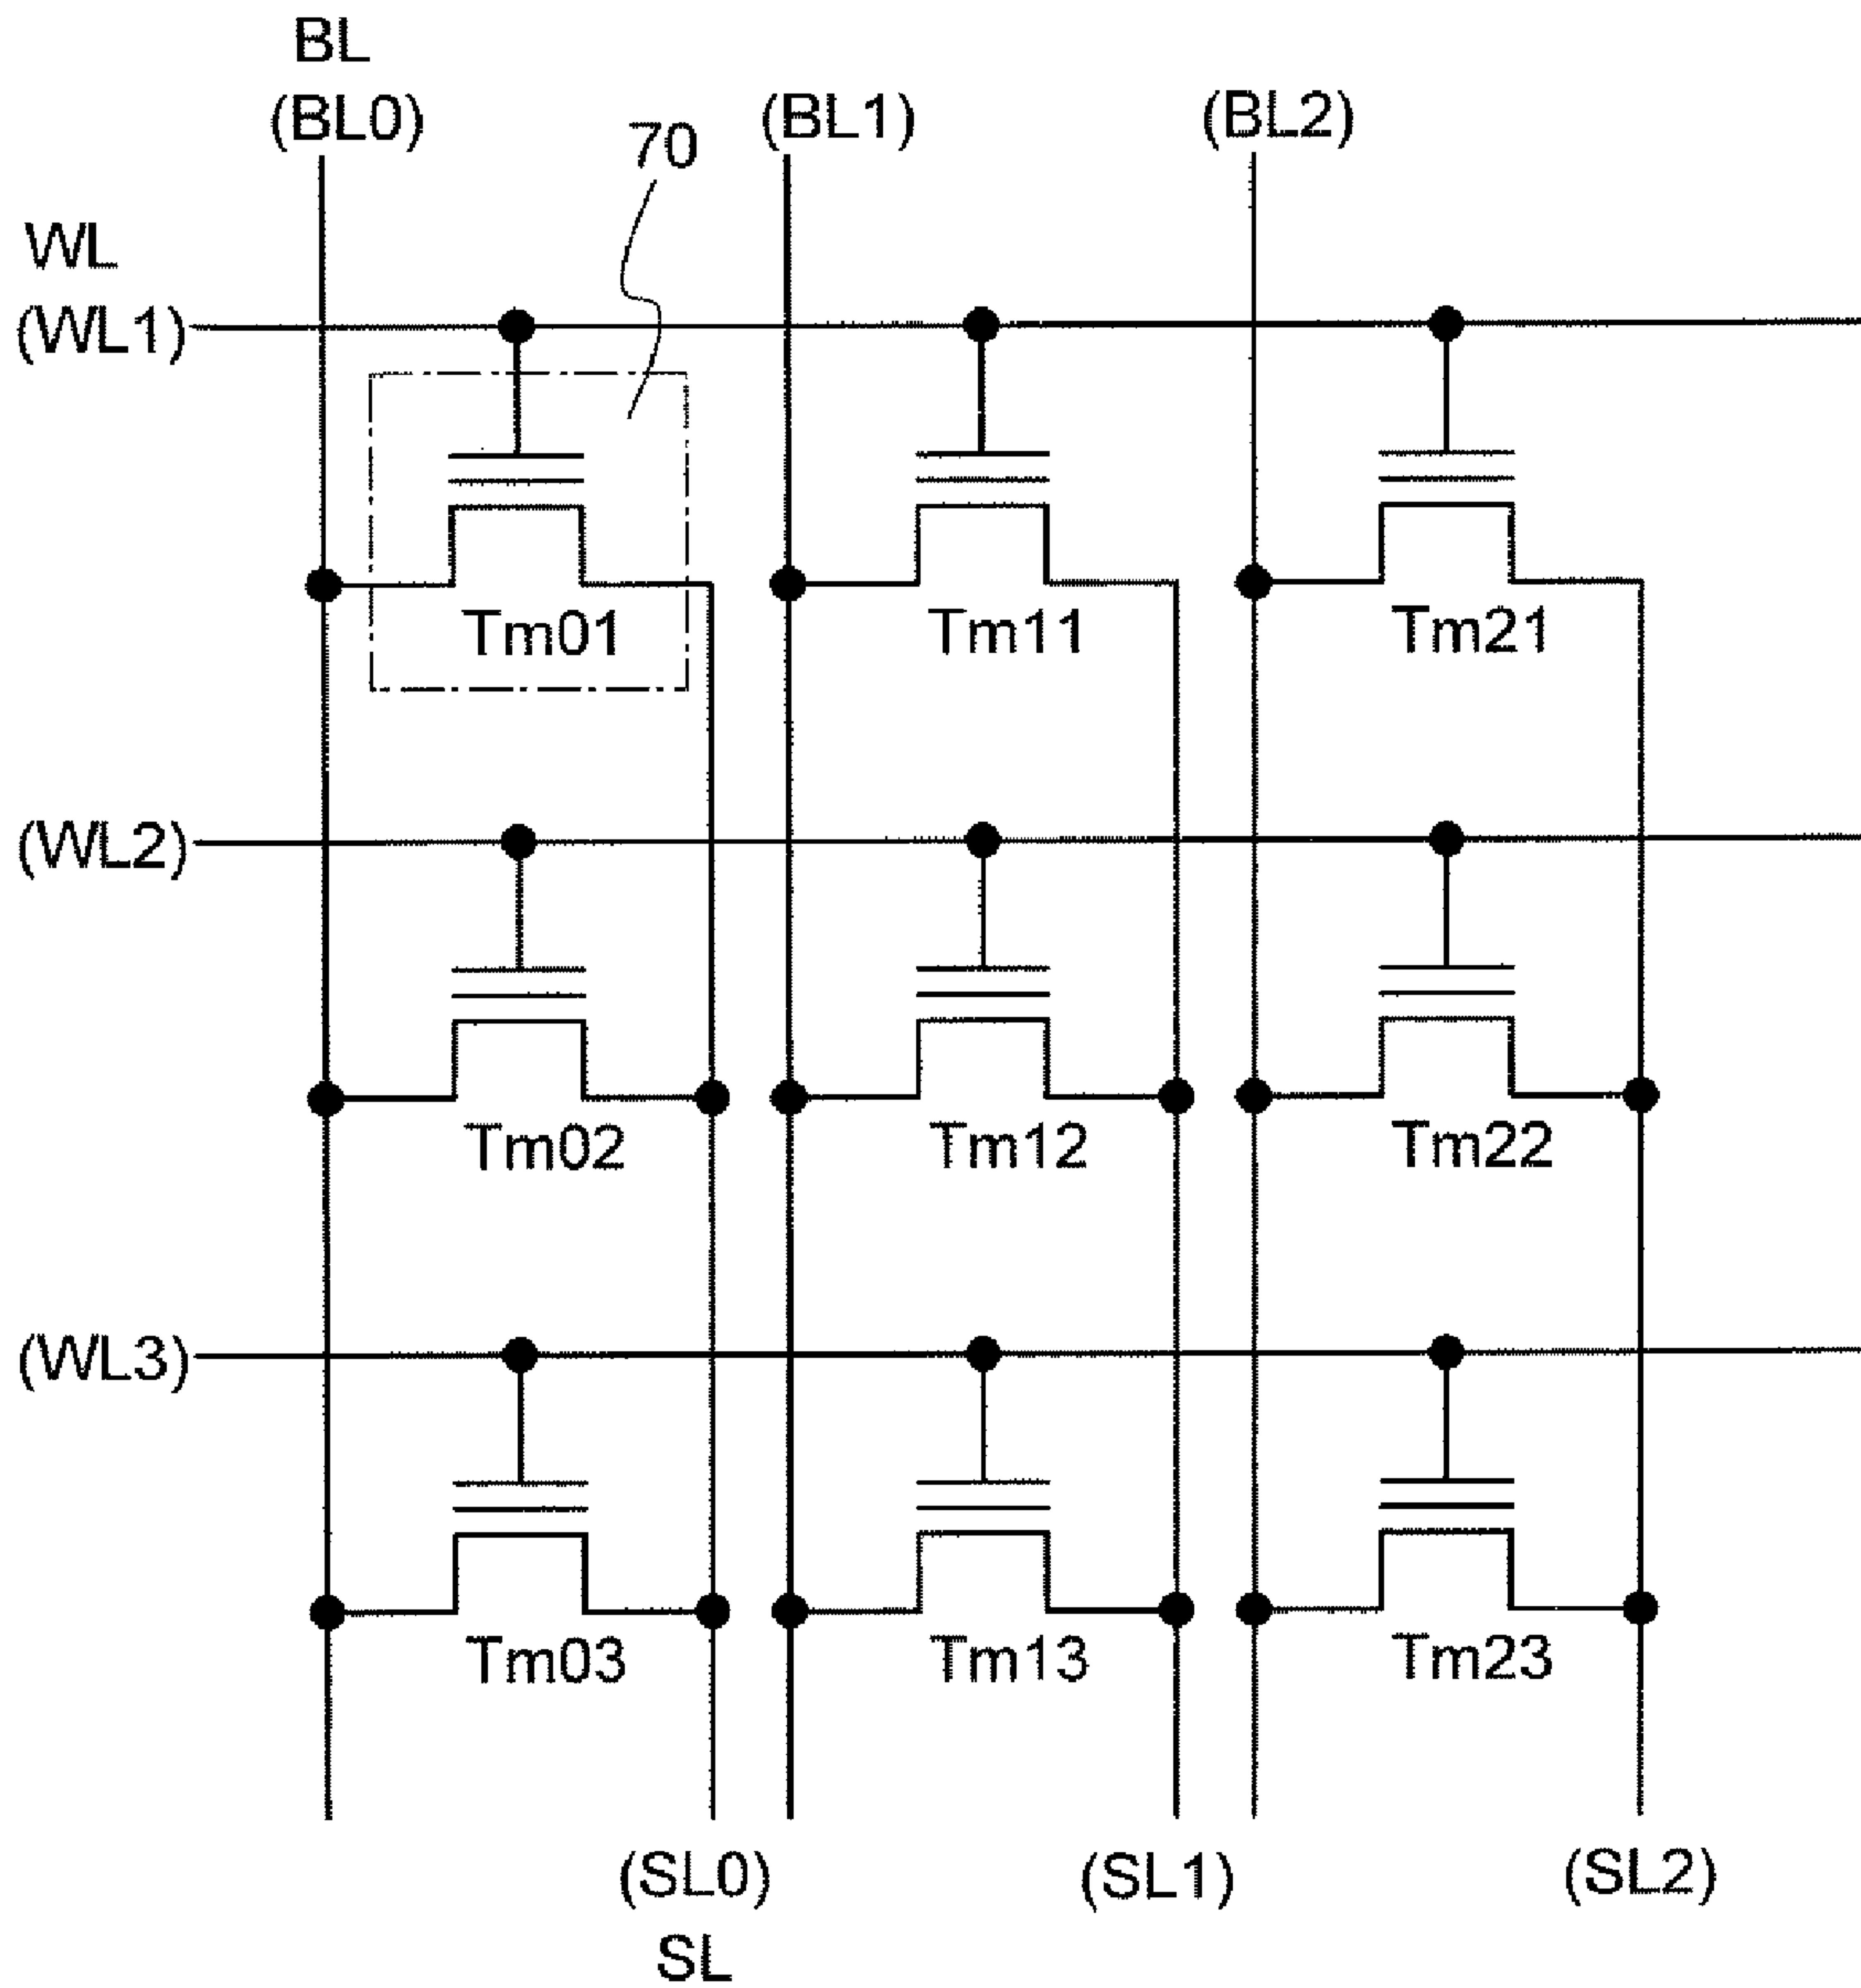 BL
(BL0)
70
(BL1)
(BL2)
WL
(WL1)
Tm01
Tm11
Tm21
(WL2)
Tm02
Tm12
Tm22
(WL3)
Tm03
Tm13
Tm23
(SL0)
(SL1)
(SL2)
SL